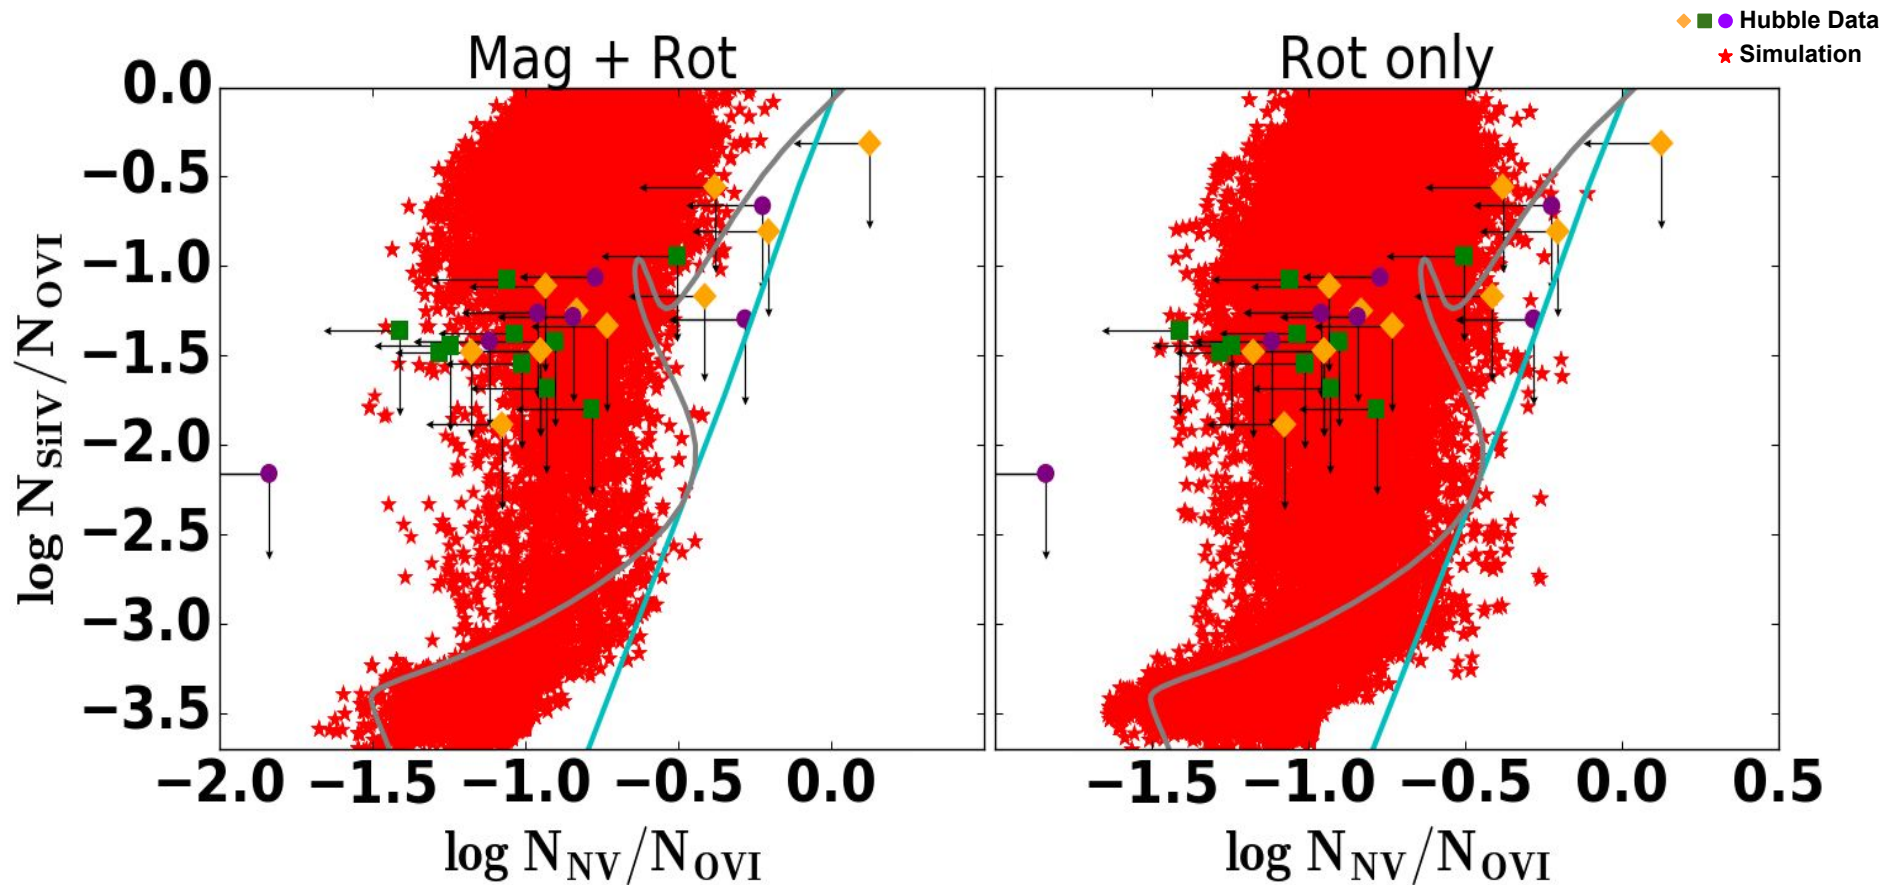 Mag + Rot
Rot only
Hubble Data
Simulation
0.0
−0.5
−1.0
−1.5
−2.0
−2.5
−3.0
−3.5
log N_SiIV/N_OVI
−2.0 −1.5 −1.0 −0.5 0.0
−1.5 −1.0 −0.5 0.0 0.5
log N_NV/N_OVI
log N_NV/N_OVI